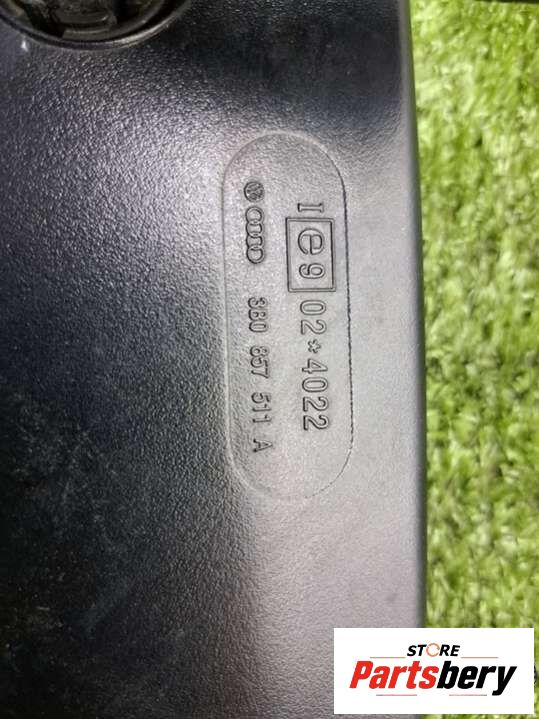 I e9 02*4022
3B0 857 511 A
STORE
Partsbery